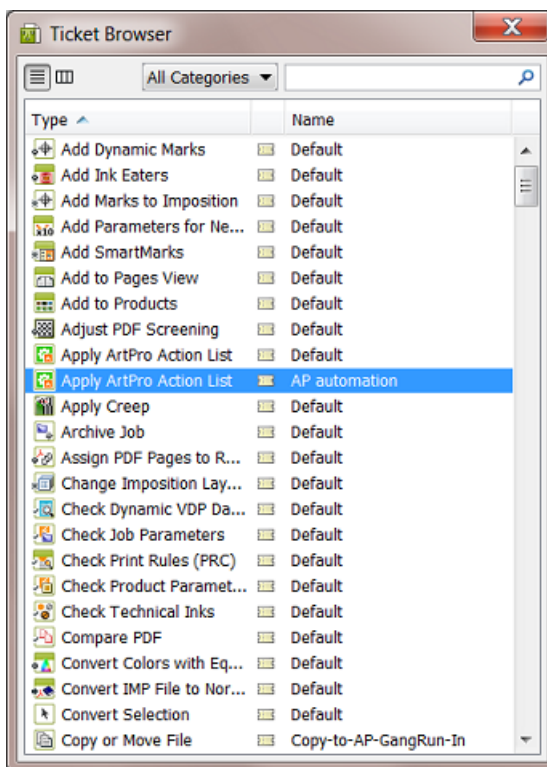 Ticket Browser
All Categories
Type Name
Add Dynamic Marks Default
Add Ink Eaters Default
Add Marks to Imposition Default
Add Parameters for Ne... Default
Add SmartMarks Default
Add to Pages View Default
Add to Products Default
Adjust PDF Screening Default
Apply ArtPro Action List Default
Apply ArtPro Action List AP automation
Apply Creep Default
Archive Job Default
Assign PDF Pages to R... Default
Change Imposition Lay... Default
Check Dynamic VDP Da... Default
Check Job Parameters Default
Check Print Rules (PRC) Default
Check Product Paramet... Default
Check Technical Inks Default
Compare PDF Default
Convert Colors with Eq... Default
Convert IMP File to Nor... Default
Convert Selection Default
Copy or Move File Copy-to-AP-GangRun-In